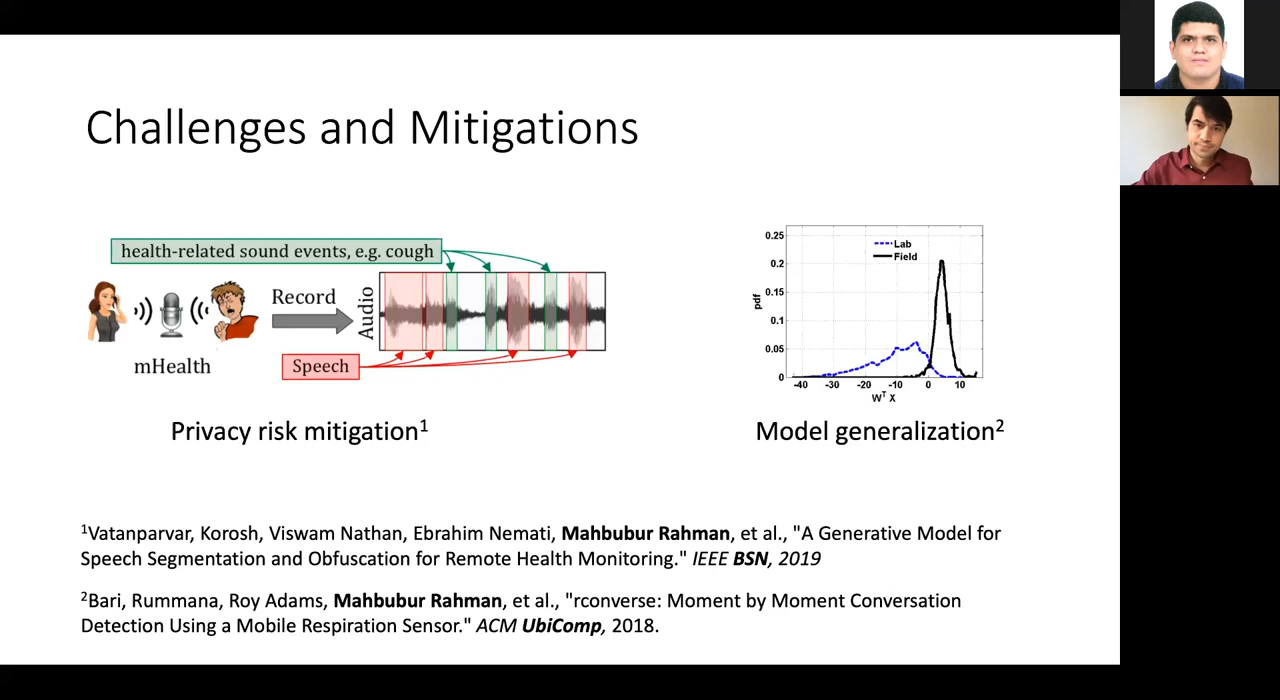 Challenges and Mitigations
health-related sound events, e.g. cough
Record
Audio
mHealth
Speech
Privacy risk mitigation1
0.25
0.2
0.15
0.1
0.05
0
pdf
Lab
Field
-40 -30 -20 -10 0 10
W^T X
Model generalization2
1Vatanparvar, Korosh, Viswam Nathan, Ebrahim Nemati, Mahbubur Rahman, et al., "A Generative Model for
Speech Segmentation and Obfuscation for Remote Health Monitoring." IEEE BSN, 2019
2Bari, Rummana, Roy Adams, Mahbubur Rahman, et al., "rconverse: Moment by Moment Conversation
Detection Using a Mobile Respiration Sensor." ACM UbiComp, 2018.